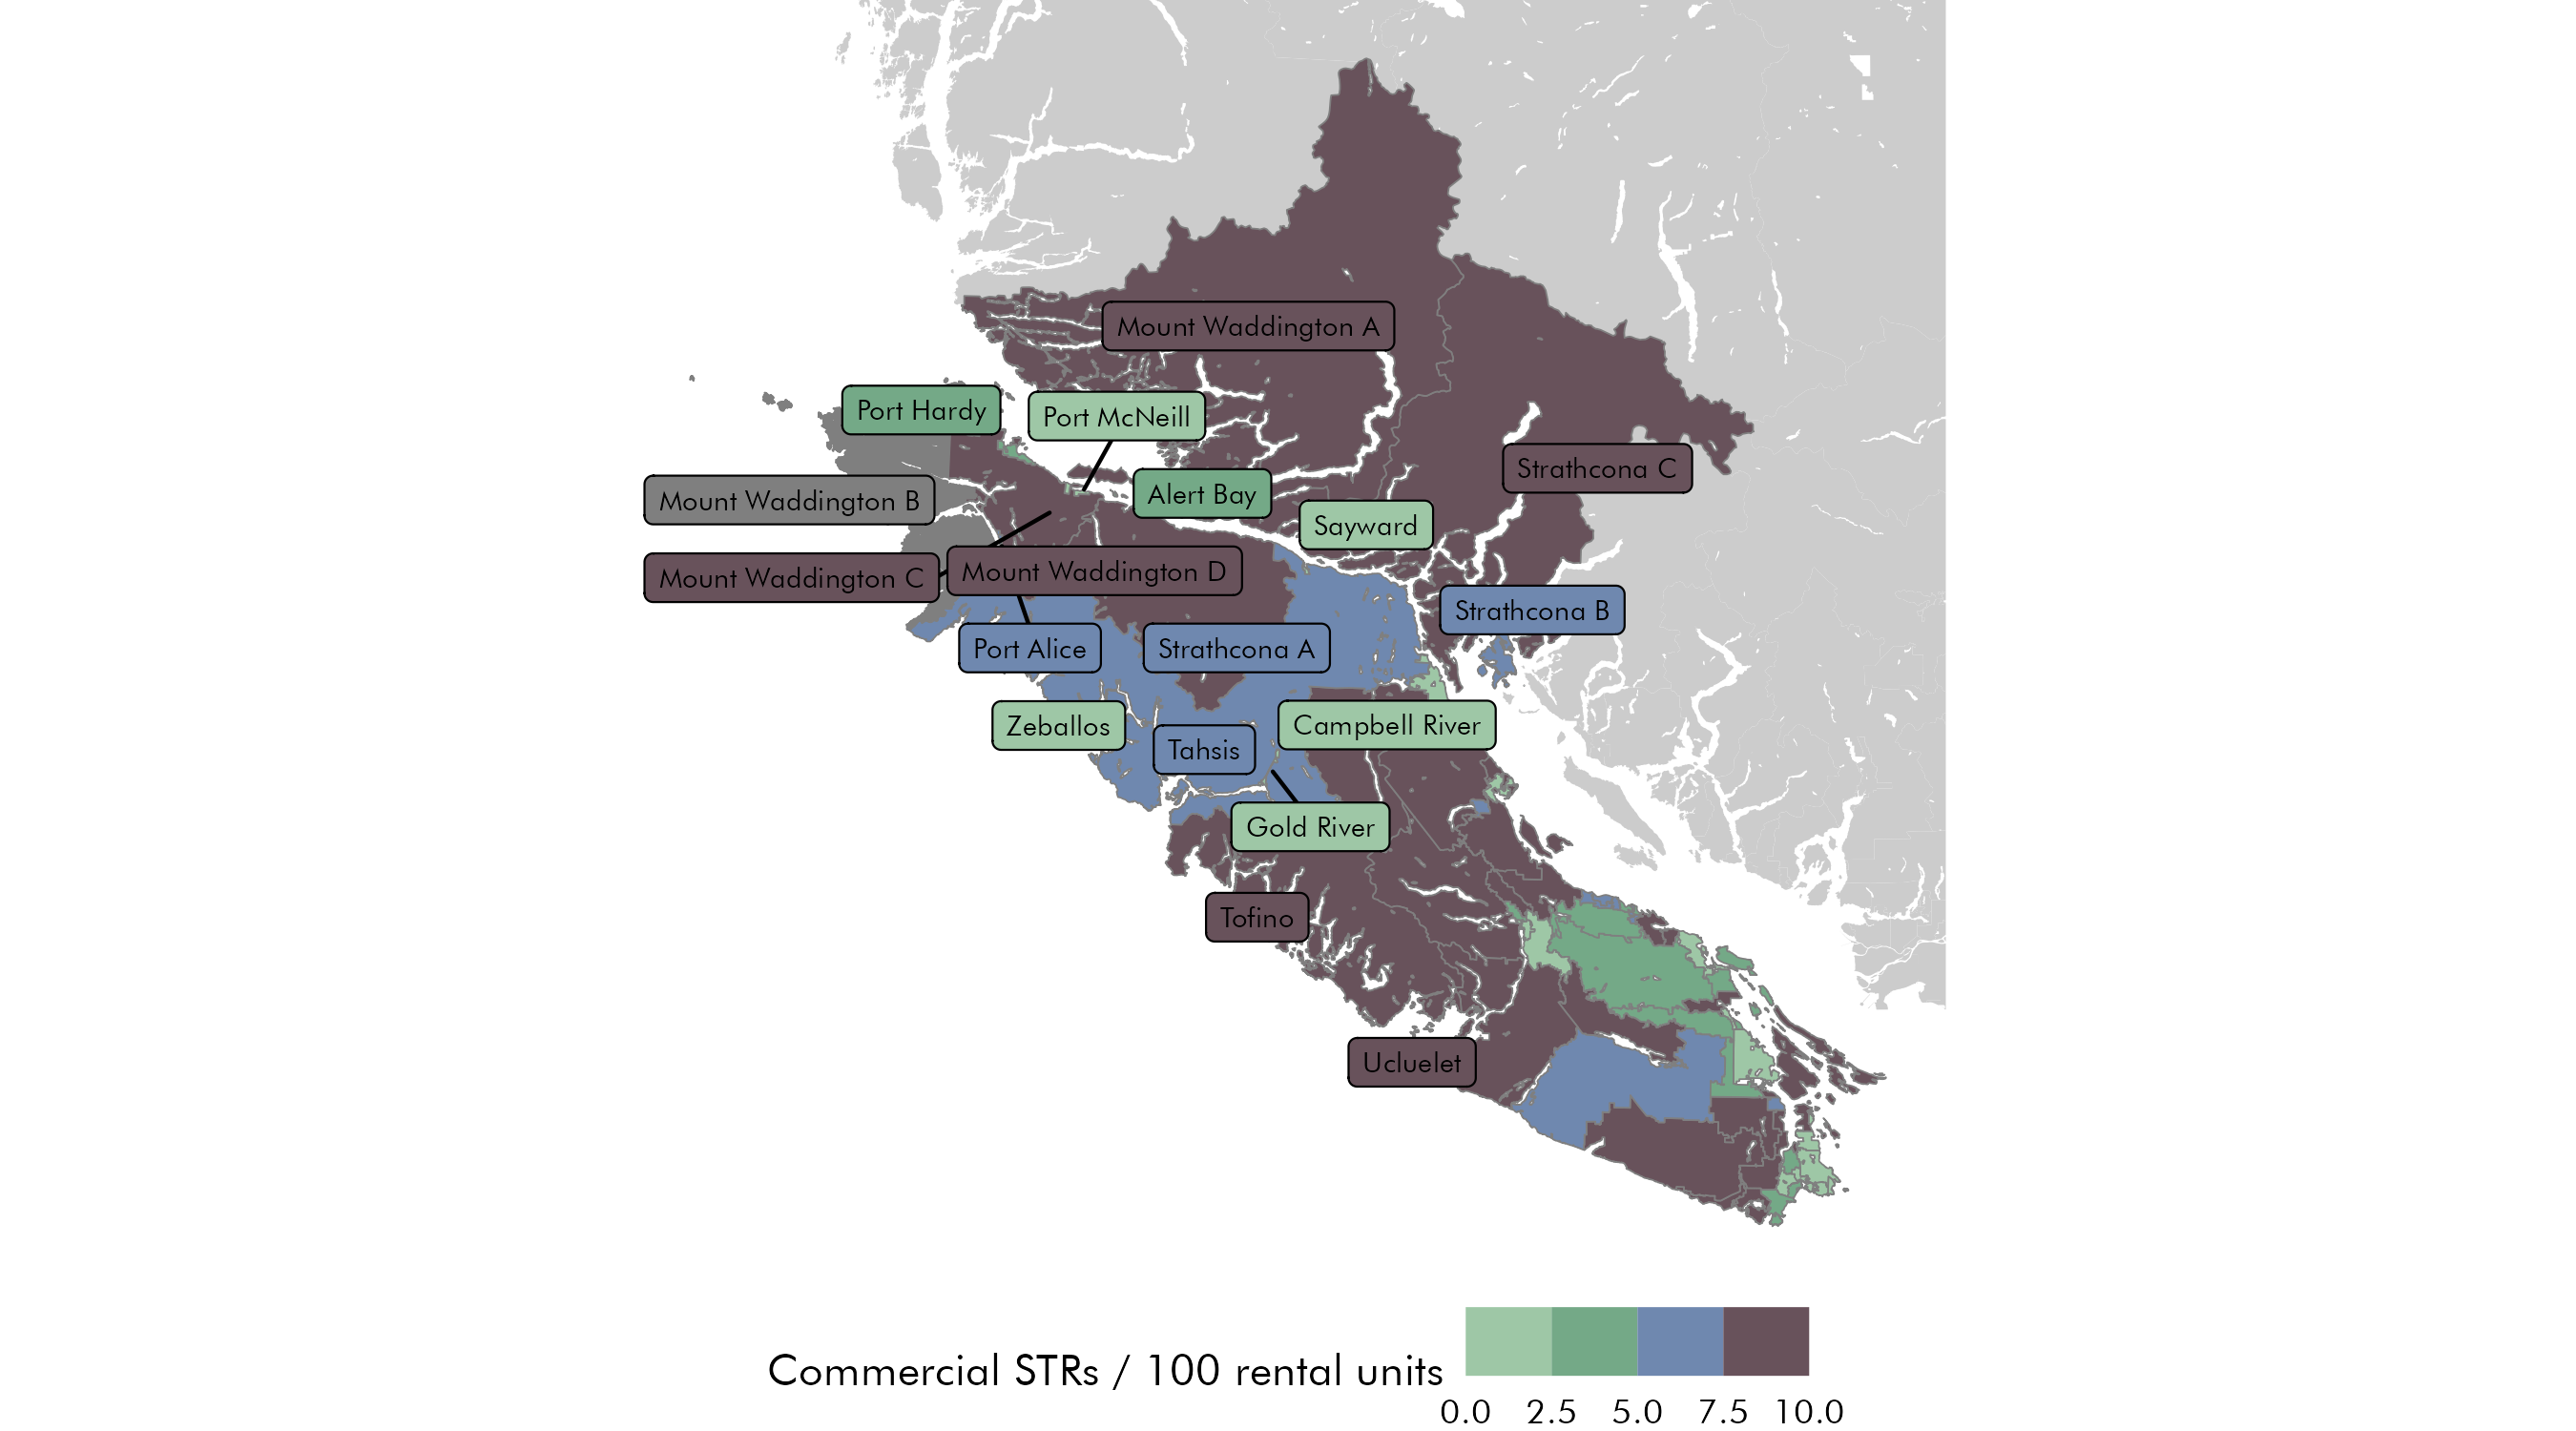 Mount Waddington A
Port Hardy
Port McNeill
Strathcona C
Mount Waddington B
Alert Bay
Sayward
Mount Waddington C
Mount Waddington D
Strathcona B
Port Alice
Strathcona A
Zeballos
Tahsis
Campbell River
Gold River
Tofino
Ucluelet
Commercial STRs / 100 rental units
0.0 2.5 5.0 7.5 10.0